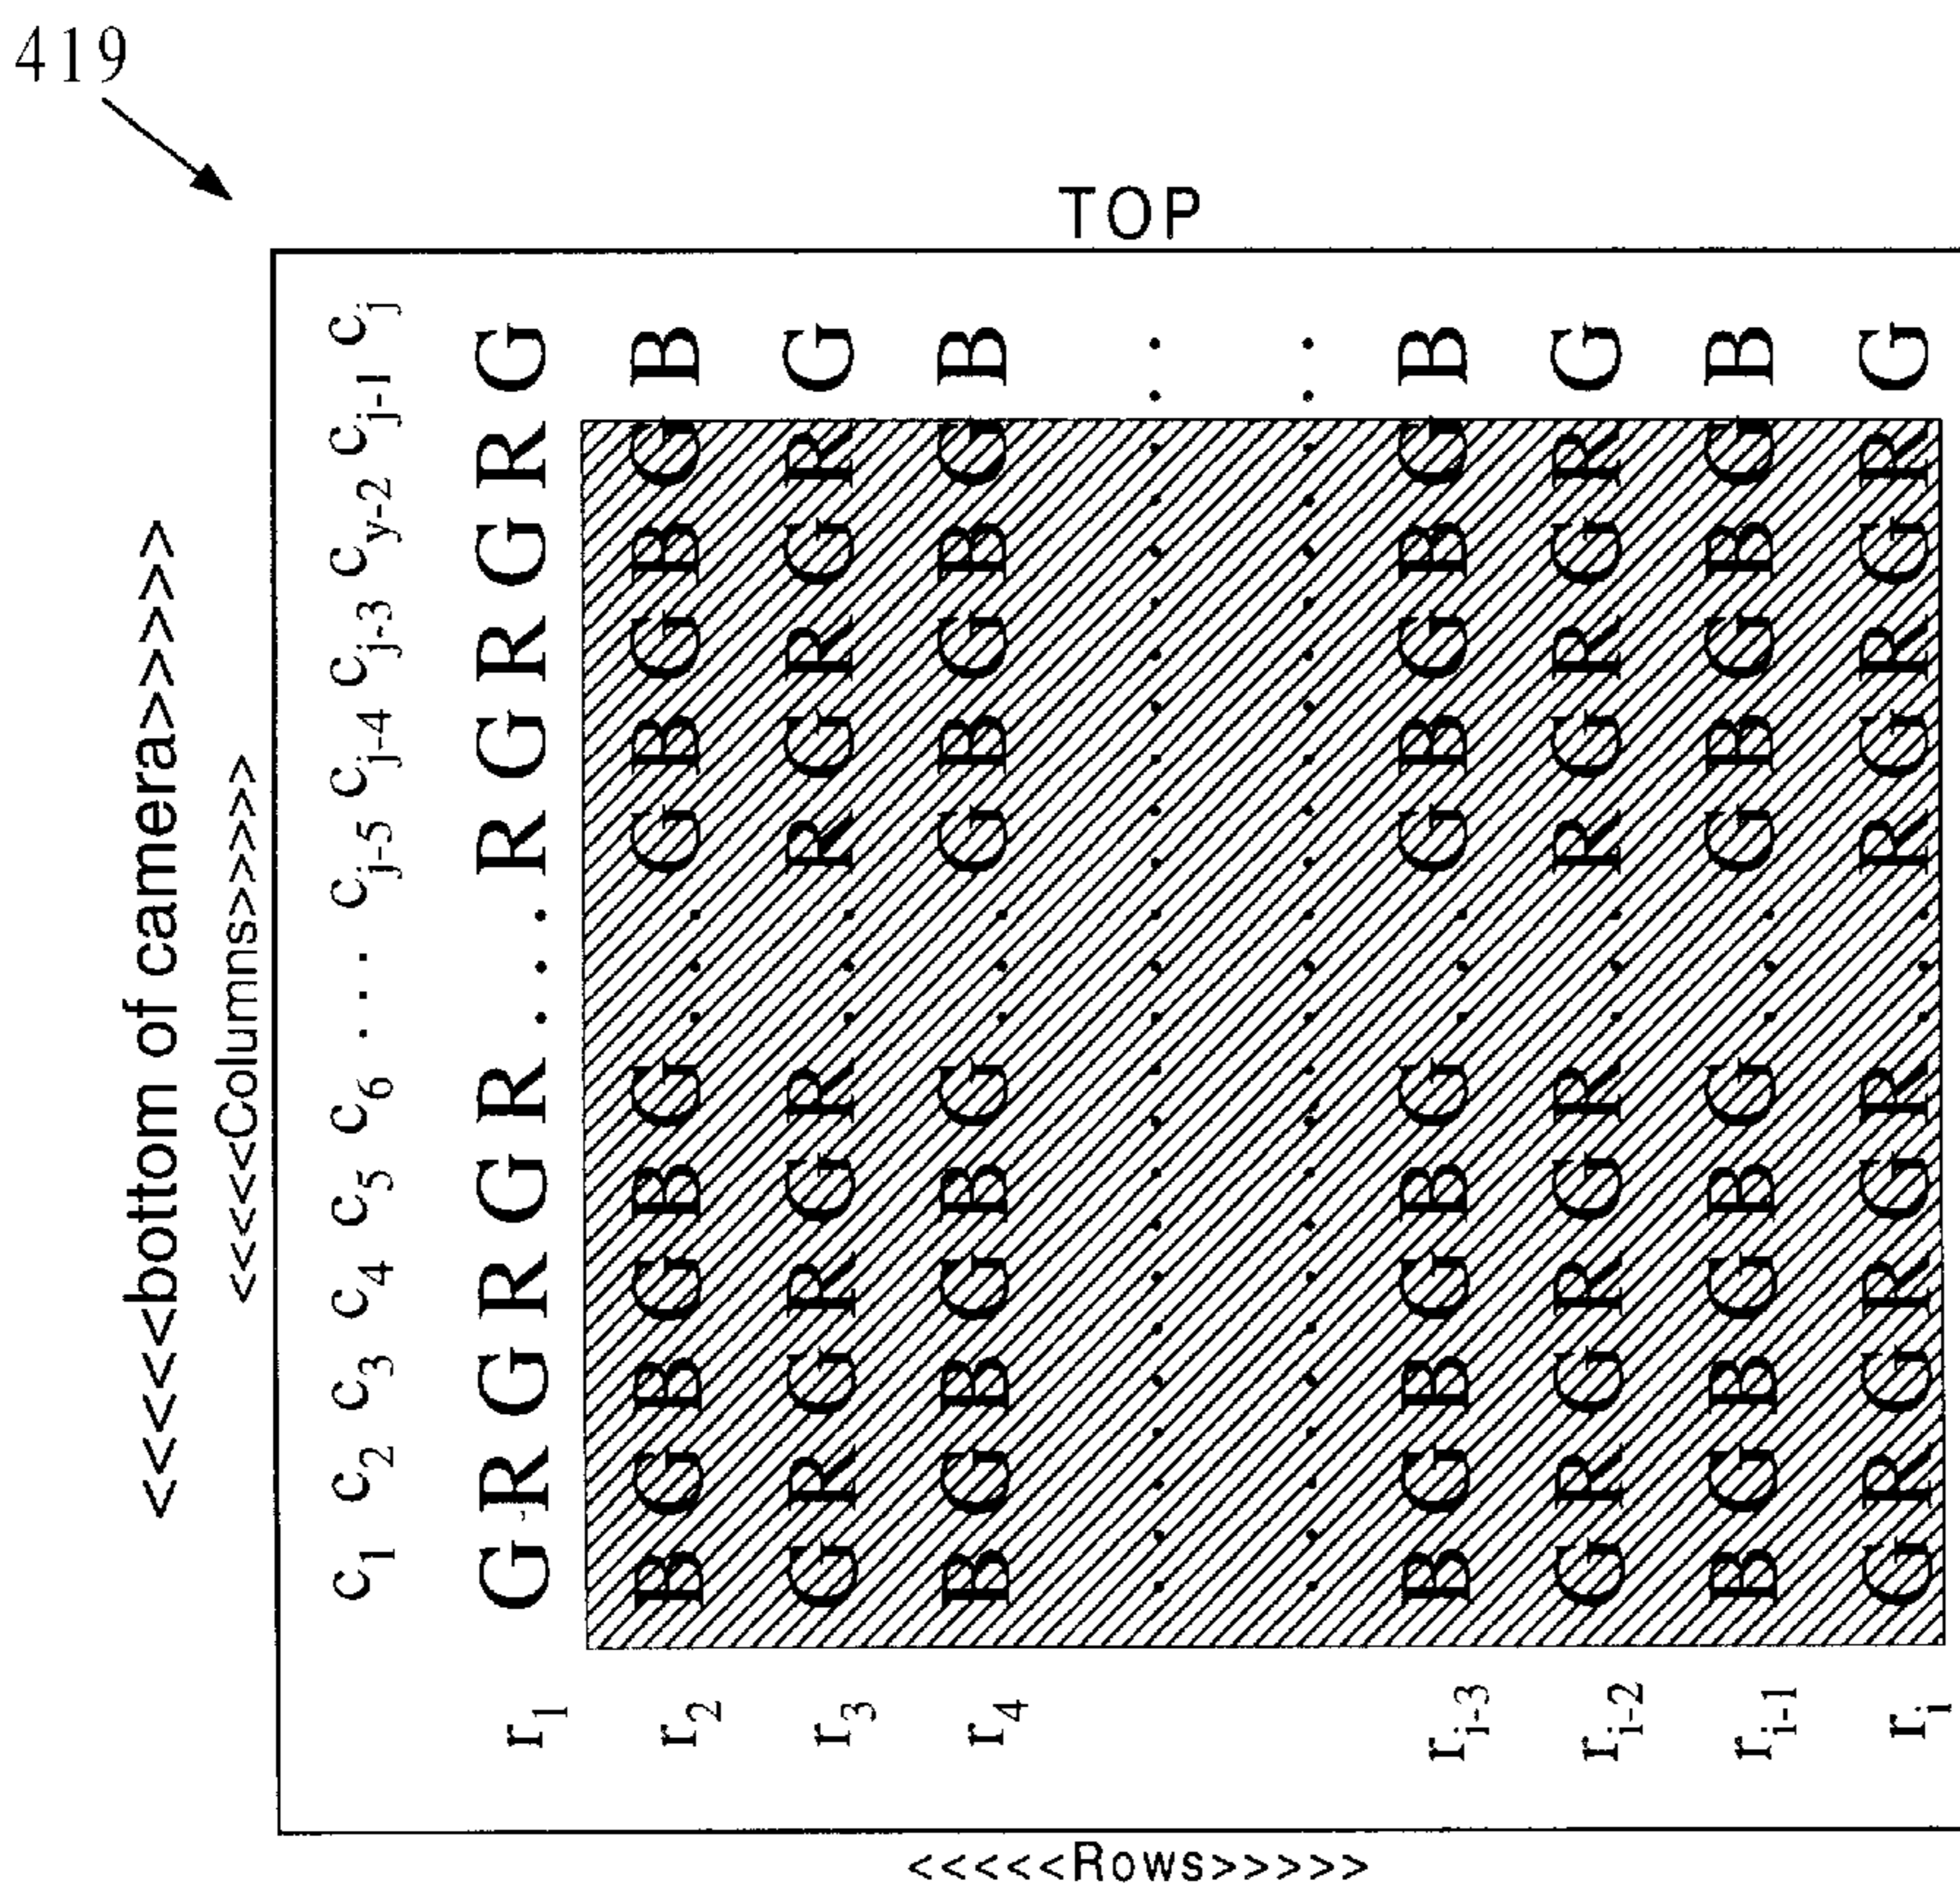 419
TOP
<<<<<bottom of camera>>>>>
<<<<<Columns>>>>>
c1 c2 c3 c4 c5 c6 . . . . cj-5 cj-4 cj-3 cy-2 cj-1 cj
r1 G R G R G R . . . R G R G R G
r2 B G B G B G . . . G B G B G B
r3 G R G R G R . . . R G R G R G
r4 B G B G B G . . . G B G B G B
. . . . . . . . . . . . . . . . . . . . . . . . .
. . . . . . . . . . . . . . . . . . . . . . . . .
ri-3 B G B G B G . . . G B G B G B
ri-2 G R G R G R . . . R G R G R G
ri-1 B G B G B G . . . G B G B G B
ri G R G R G R . . . R G R G R G
<<<<<Rows>>>>>